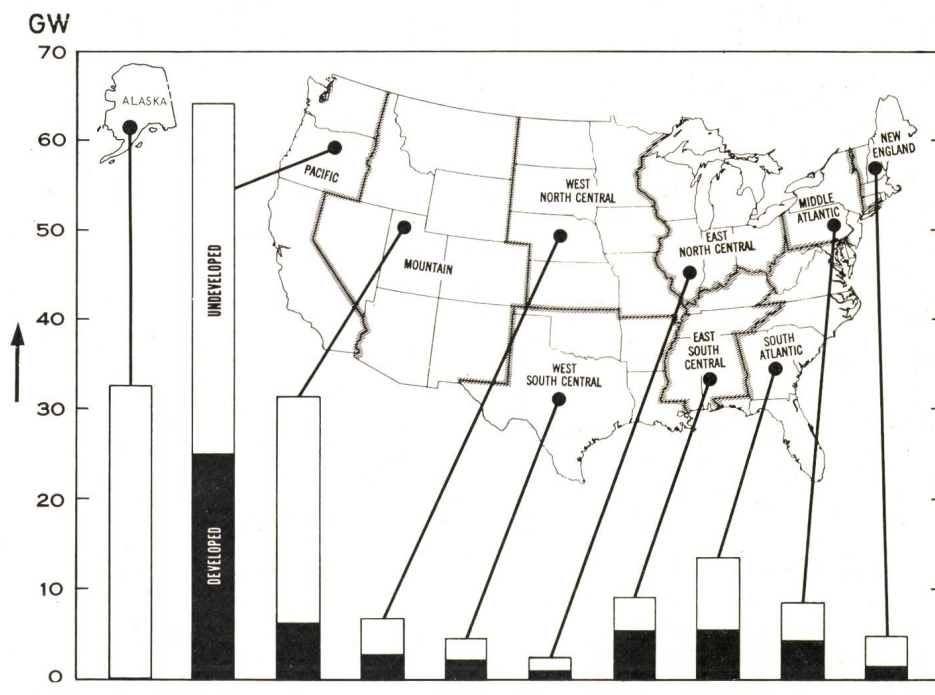 GW
70
60
50
40
30
20
10
0
ALASKA
UNDEVELOPED
DEVELOPED
PACIFIC
MOUNTAIN
WEST
NORTH CENTRAL
WEST
SOUTH CENTRAL
EAST
NORTH CENTRAL
EAST
SOUTH
CENTRAL
SOUTH
ATLANTIC
MIDDLE
ATLANTIC
NEW
ENGLAND